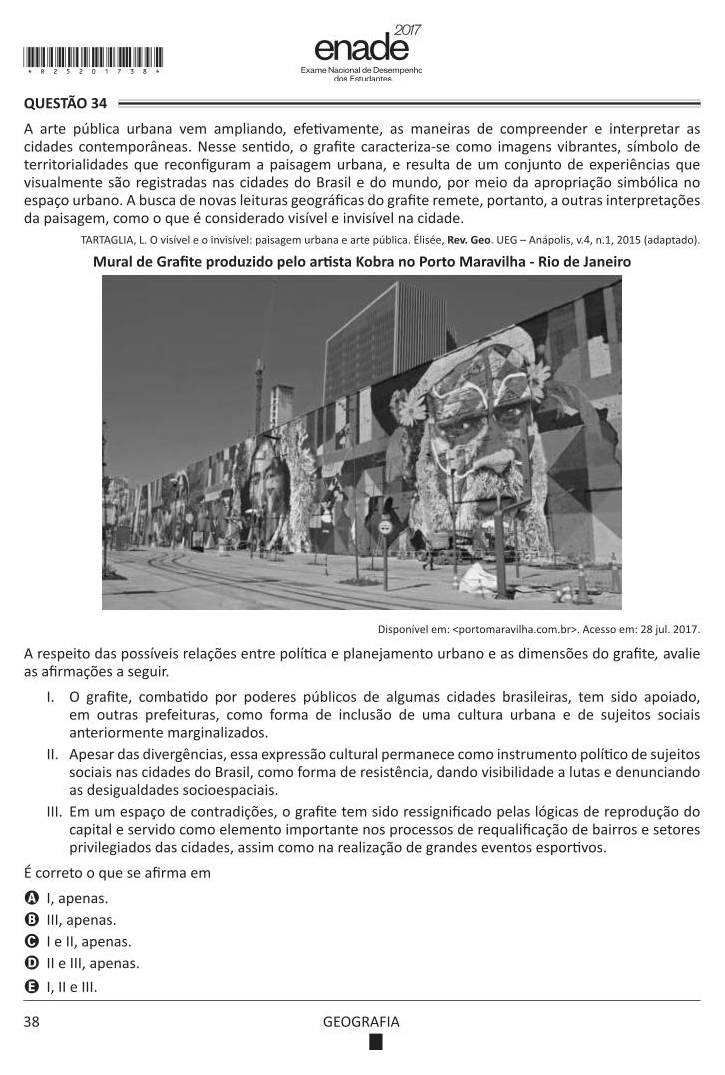 2017
enade
Exame Nacional de Desempenho
dos Estudantes
* R 2 5 2 0 1 7 3 8 *
QUESTÃO 34
A arte pública urbana vem ampliando, efetivamente, as maneiras de compreender e interpretar as
cidades contemporâneas. Nesse sentido, o grafite caracteriza-se como imagens vibrantes, símbolo de
territorialidades que reconfiguram a paisagem urbana, e resulta de um conjunto de experiências que
visualmente são registradas nas cidades do Brasil e do mundo, por meio da apropriação simbólica no
espaço urbano. A busca de novas leituras geográficas do grafite remete, portanto, a outras interpretações
da paisagem, como o que é considerado visível e invisível na cidade.
TARTAGLIA, L. O visível e o invisível: paisagem urbana e arte pública. Élisée, Rev. Geo. UEG – Anápolis, v.4, n.1, 2015 (adaptado).
Mural de Grafite produzido pelo artista Kobra no Porto Maravilha - Rio de Janeiro
Disponível em: <portomaravilha.com.br>. Acesso em: 28 jul. 2017.
A respeito das possíveis relações entre política e planejamento urbano e as dimensões do grafite, avalie
as afirmações a seguir.
I. O grafite, combatido por poderes públicos de algumas cidades brasileiras, tem sido apoiado,
em outras prefeituras, como forma de inclusão de uma cultura urbana e de sujeitos sociais
anteriormente marginalizados.
II. Apesar das divergências, essa expressão cultural permanece como instrumento político de sujeitos
sociais nas cidades do Brasil, como forma de resistência, dando visibilidade a lutas e denunciando
as desigualdades socioespaciais.
III. Em um espaço de contradições, o grafite tem sido ressignificado pelas lógicas de reprodução do
capital e servido como elemento importante nos processos de requalificação de bairros e setores
privilegiados das cidades, assim como na realização de grandes eventos esportivos.
É correto o que se afirma em
A I, apenas.
B III, apenas.
C I e II, apenas.
D II e III, apenas.
E I, II e III.
38
GEOGRAFIA